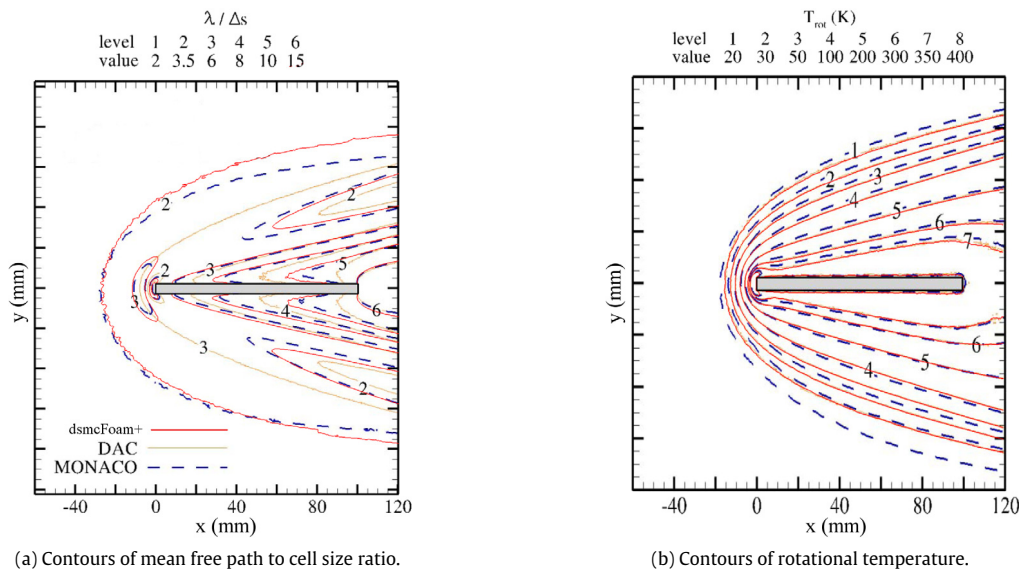 λ / Δs
level 1 2 3 4 5 6
value 2 3.5 6 8 10 15
y (mm)
2
2
2
3
3
5
4
6
3
2
dsmcFoam+
DAC
MONACO
-40 0 40 80 120
x (mm)
(a) Contours of mean free path to cell size ratio.
T_rot (K)
level 1 2 3 4 5 6 7 8
value 20 30 50 100 200 300 350 400
y (mm)
1
2
3
4
5
6
7
6
5
4
-40 0 40 80 120
x (mm)
(b) Contours of rotational temperature.